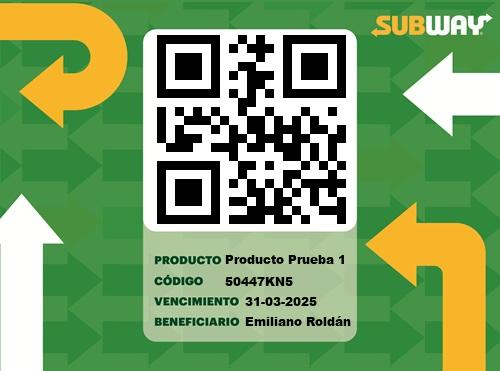 SUBWAY
PRODUCTO Producto Prueba 1
CÓDIGO 50447KN5
VENCIMIENTO 31-03-2025
BENEFICIARIO Emiliano Roldán